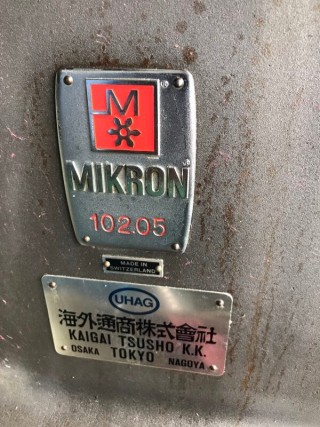 M
®
MIKRON®
102.05
MADE IN
SWITZERLAND
UHAG
海外通商株式會社
KAIGAI TSUSHO K.K.
OSAKA TOKYO NAGOYA